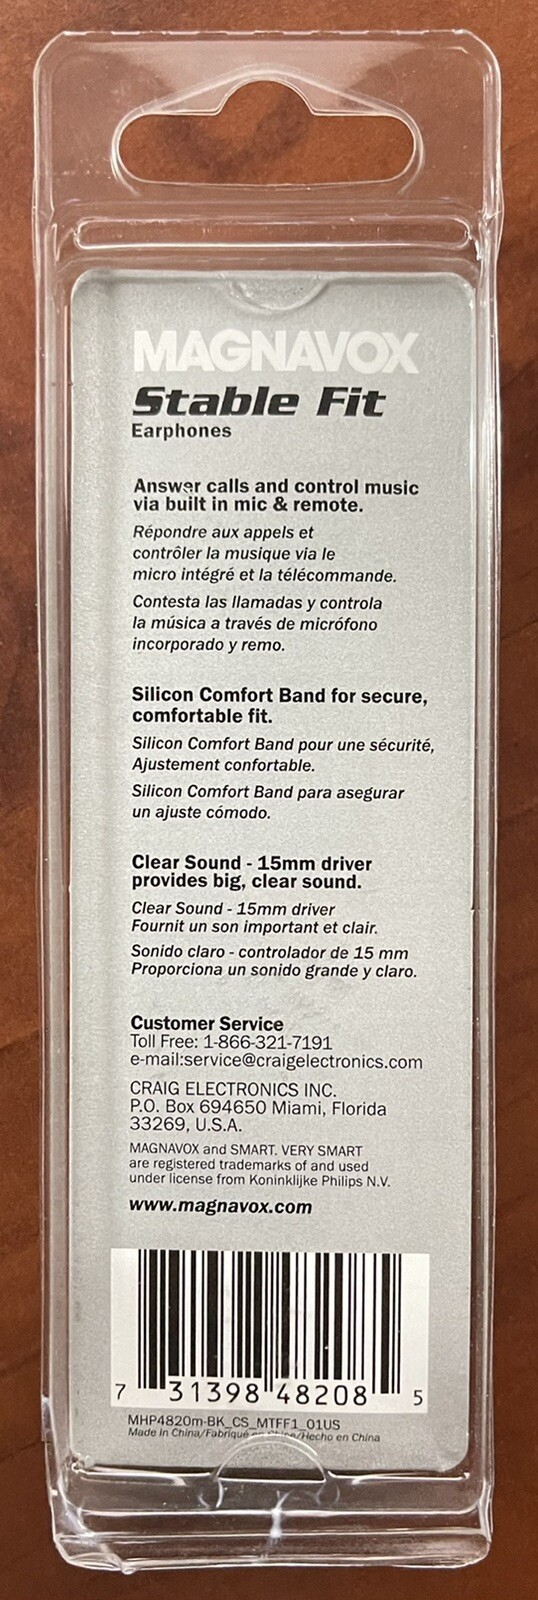 MAGNAVOX
Stable Fit
Earphones
Answer calls and control music
via built in mic & remote.
Répondre aux appels et
contrôler la musique via le
micro intégré et la télécommande.
Contesta las llamadas y controla
la música a través de micrófono
incorporado y remo.
Silicon Comfort Band for secure,
comfortable fit.
Silicon Comfort Band pour une sécurité,
Ajustement confortable.
Silicon Comfort Band para asegurar
un ajuste cómodo.
Clear Sound - 15mm driver
provides big, clear sound.
Clear Sound - 15mm driver
Fournit un son important et clair.
Sonido claro - controlador de 15 mm
Proporciona un sonido grande y claro.
Customer Service
Toll Free: 1-866-321-7191
e-mail:service@craigelectronics.com
CRAIG ELECTRONICS INC.
P.O. Box 694650 Miami, Florida
33269, U.S.A.
MAGNAVOX and SMART. VERY SMART
are registered trademarks of and used
under license from Koninklijke Philips N.V.
www.magnavox.com
7 31398 48208 5
MHP4820m-BK_CS_MTFF1_01US
Made in China/Fabriqué en China/Hecho en China